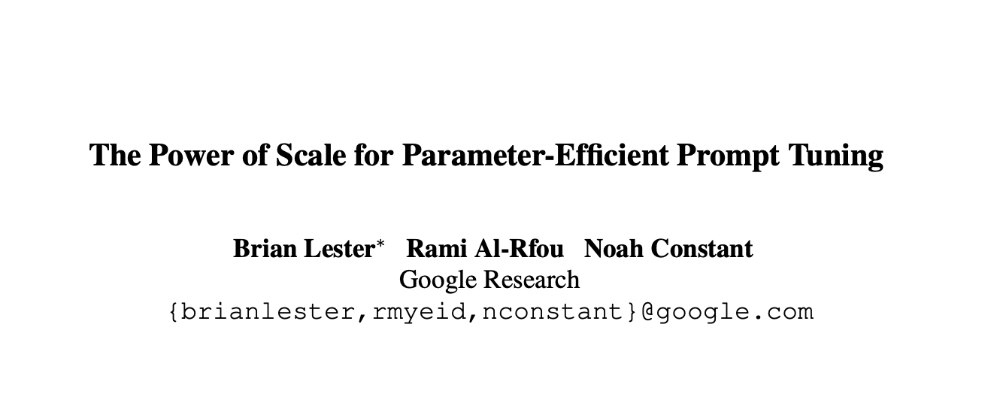 The Power of Scale for Parameter-Efficient Prompt Tuning
Brian Lester* Rami Al-Rfou Noah Constant
Google Research
{brianlester,rmyeid,nconstant}@google.com